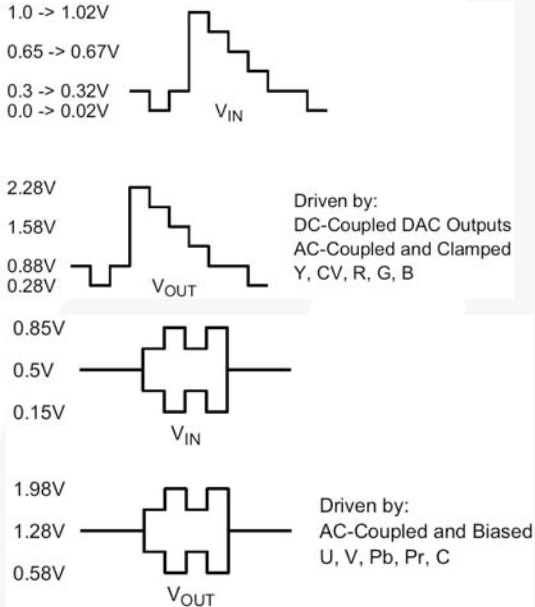 1.0 -> 1.02V
0.65 -> 0.67V
0.3 -> 0.32V
0.0 -> 0.02V
VIN
2.28V
1.58V
0.88V
0.28V
VOUT
Driven by:
DC-Coupled DAC Outputs
AC-Coupled and Clamped
Y, CV, R, G, B
0.85V
0.5V
0.15V
VIN
1.98V
1.28V
0.58V
VOUT
Driven by:
AC-Coupled and Biased
U, V, Pb, Pr, C